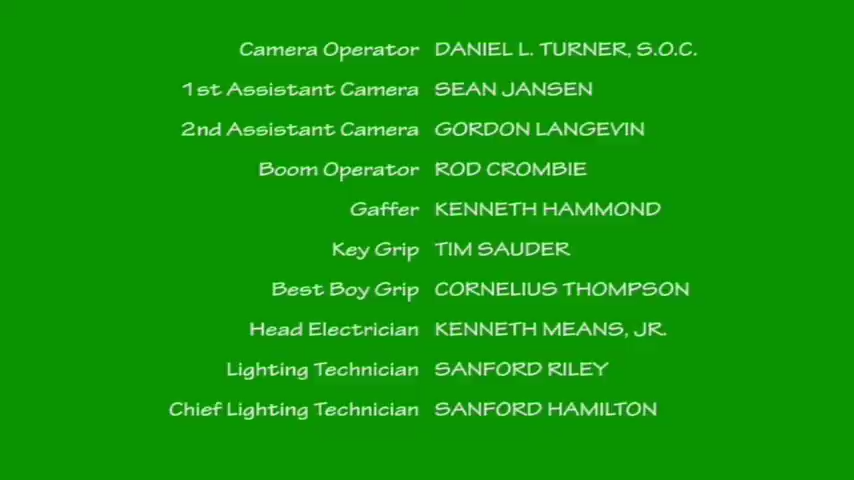 Camera Operator DANIEL L. TURNER, S.O.C.
1st Assistant Camera SEAN JANSEN
2nd Assistant Camera GORDON LANGEVIN
Boom Operator ROD CROMBIE
Gaffer KENNETH HAMMOND
Key Grip TIM SAUDER
Best Boy Grip CORNELIUS THOMPSON
Head Electrician KENNETH MEANS, JR.
Lighting Technician SANFORD RILEY
Chief Lighting Technician SANFORD HAMILTON